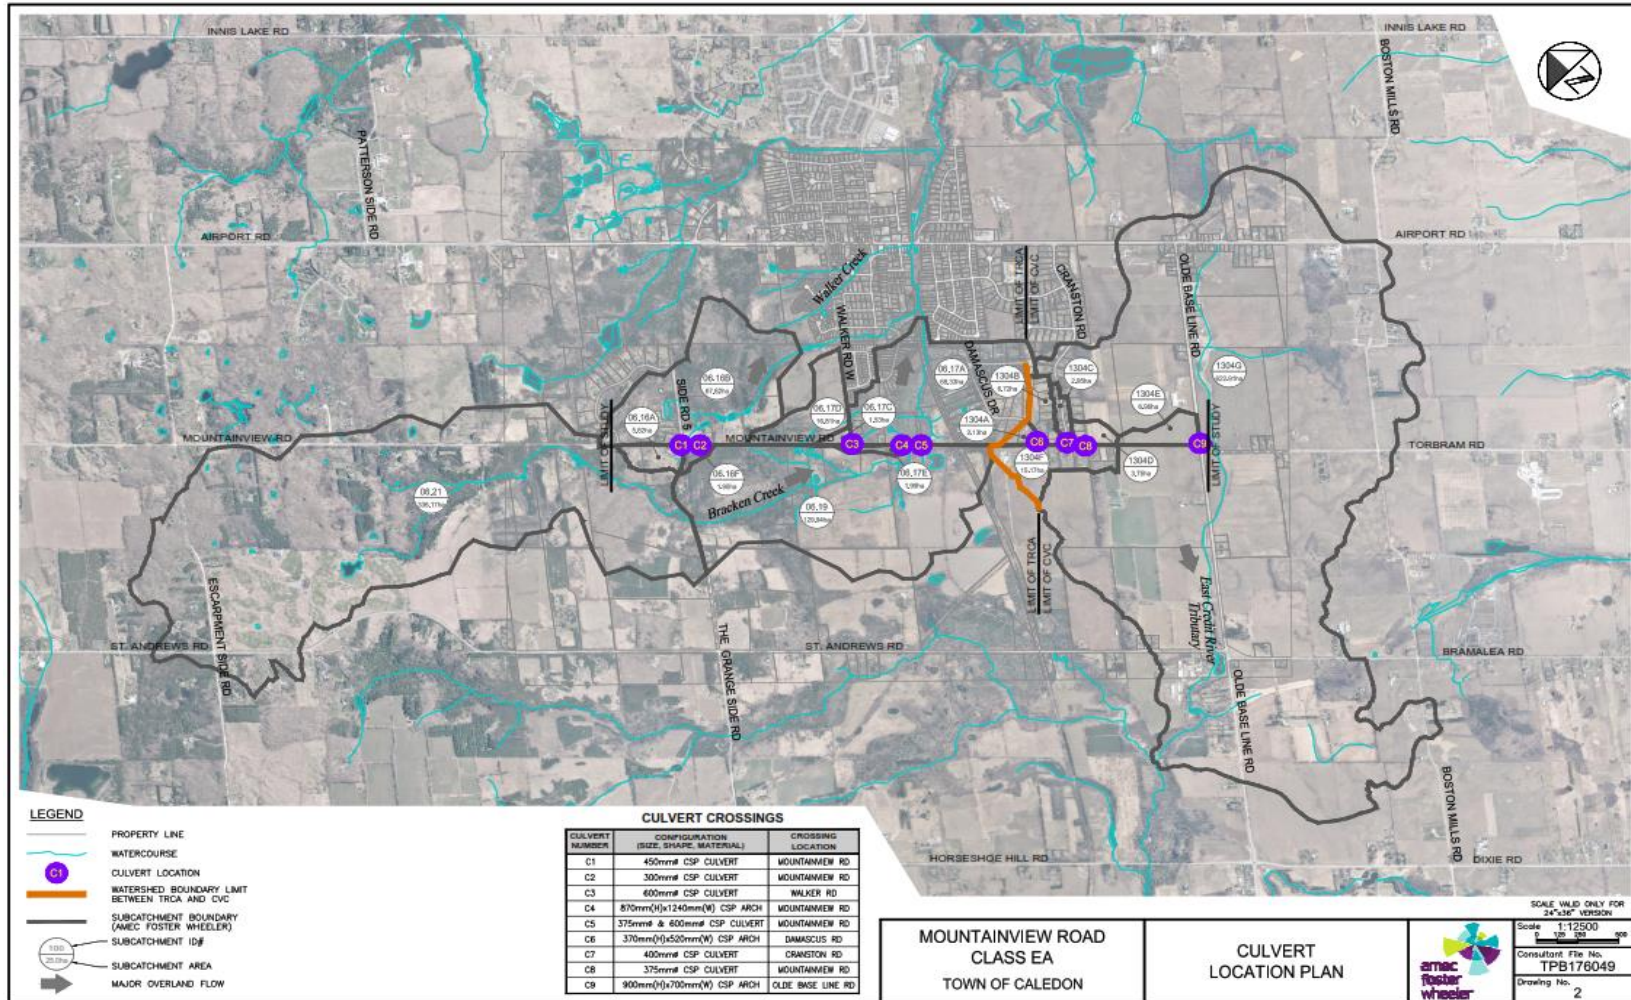 INNIS LAKE RD
INNIS LAKE RD
BOSTON MILLS RD
PATTERSON SIDE RD
AIRPORT RD
AIRPORT RD
Walker Creek
LIMIT OF TRCA
LIMIT OF CVC
CRANSTON RD
OLDE BASE LINE RD
WALKER RD W
DAMASCUS DR
SIDE RD 5
06.16B
06.17A
1304B
1304C
1304G
06.16A
06.17D
06.17C
1304A
1304E
LIMIT OF STUDY
LIMIT OF STUDY
MOUNTAINVIEW RD
C1
C2
MOUNTAINVIEW RD
C3
C4
C5
C6
C7
C8
C9
TORBRAM RD
06.21
06.16F
Bracken Creek
06.19
06.17E
1304F
1304D
LIMIT OF TRCA
LIMIT OF CVC
East Credit River
Tributary
ESCARPMENT SIDE RD
THE GRANGE SIDE RD
ST. ANDREWS RD
ST. ANDREWS RD
BRAMALEA RD
OLDE BASE LINE RD
BOSTON MILLS RD
HORSESHOE HILL RD
DIXIE RD
LEGEND
PROPERTY LINE
WATERCOURSE
C1 CULVERT LOCATION
WATERSHED BOUNDARY LIMIT
BETWEEN TRCA AND CVC
SUBCATCHMENT BOUNDARY
(AMEC FOSTER WHEELER)
100 SUBCATCHMENT ID#
25.0ha SUBCATCHMENT AREA
MAJOR OVERLAND FLOW
CULVERT CROSSINGS
CULVERT NUMBER CONFIGURATION (SIZE, SHAPE, MATERIAL) CROSSING LOCATION
C1 450mmø CSP CULVERT MOUNTAINVIEW RD
C2 300mmø CSP CULVERT MOUNTAINVIEW RD
C3 600mmø CSP CULVERT WALKER RD
C4 870mm(H)x1240mm(W) CSP ARCH MOUNTAINVIEW RD
C5 375mmø & 600mmø CSP CULVERT MOUNTAINVIEW RD
C6 370mm(H)x520mm(W) CSP ARCH DAMASCUS RD
C7 400mmø CSP CULVERT CRANSTON RD
C8 375mmø CSP CULVERT MOUNTAINVIEW RD
C9 900mm(H)x700mm(W) CSP ARCH OLDE BASE LINE RD
MOUNTAINVIEW ROAD
CLASS EA
TOWN OF CALEDON
CULVERT
LOCATION PLAN
amec
foster
wheeler
SCALE VALID ONLY FOR
24"x36" VERSION
Scale 1:12500
0 125 250 500
Consultant File No.
TPB176049
Drawing No.
2